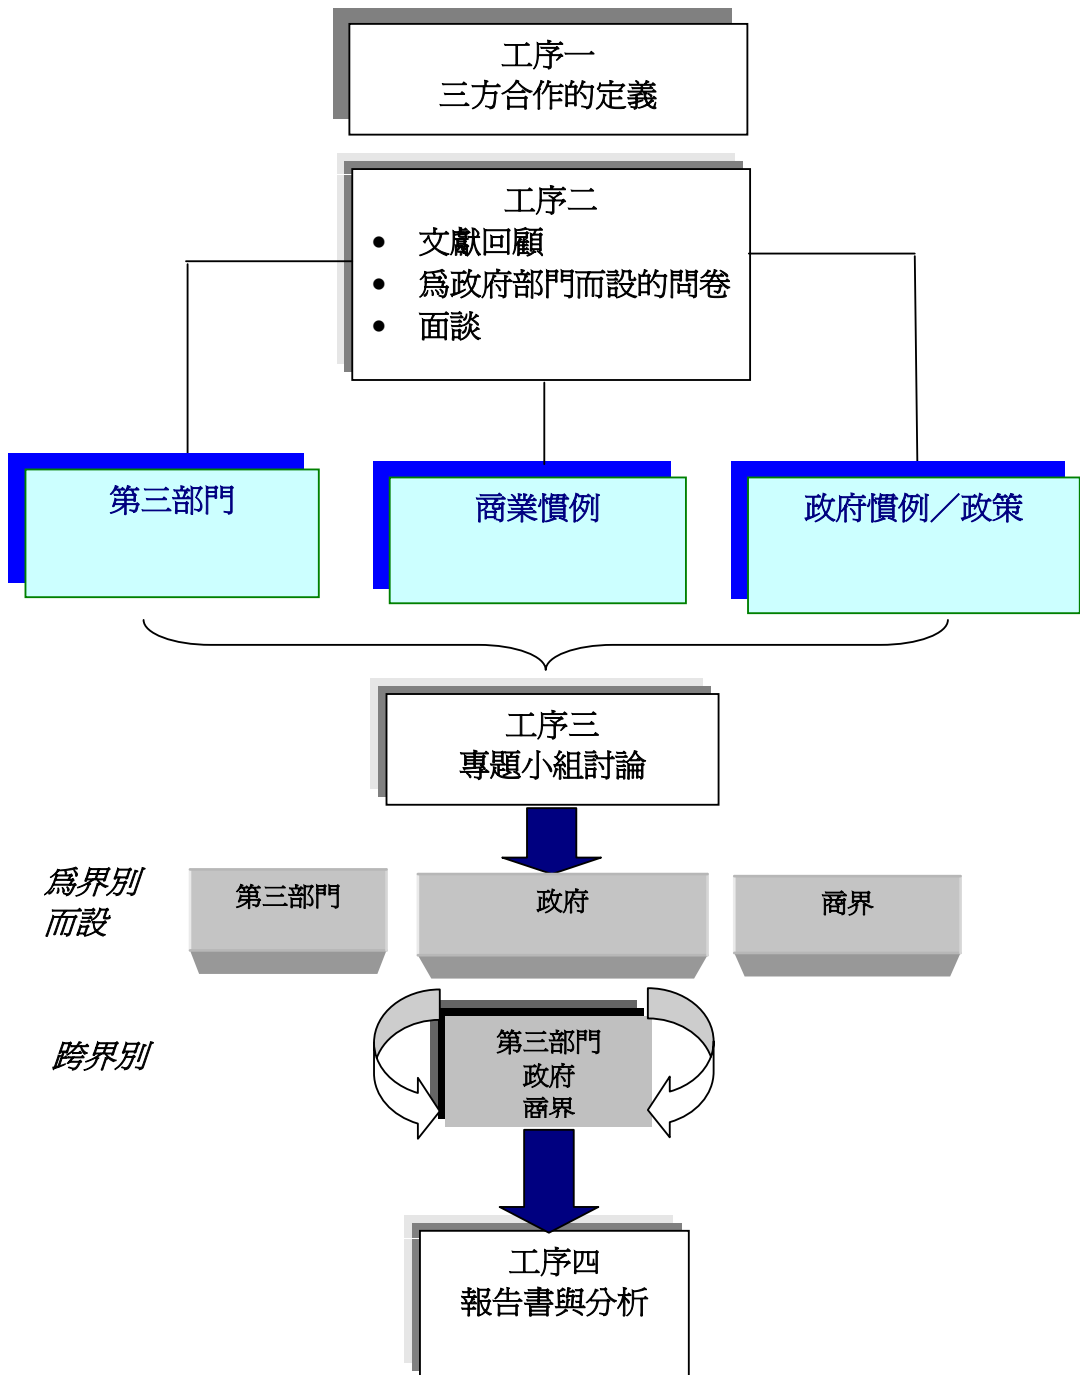 工序一
三方合作的定義
工序二
• 文獻回顧
• 為政府部門而設的問卷
• 面談
第三部門
商業慣例
政府慣例／政策
工序三
專題小組討論
為界別
而設
第三部門
政府
商界
跨界別
第三部門
政府
商界
工序四
報告書與分析